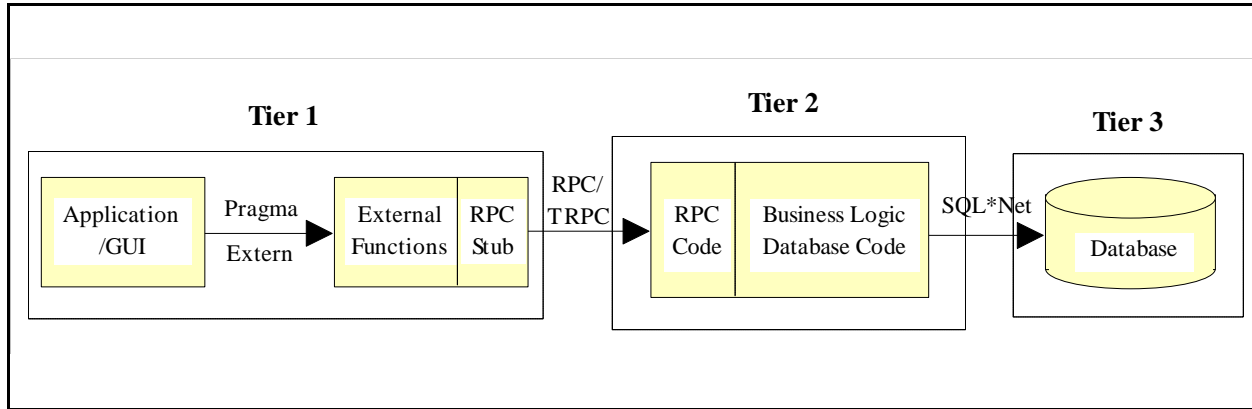 Tier 1
Tier 2
Tier 3
Application
/GUI
Pragma
Extern
External
Functions
RPC
Stub
RPC/
TRPC
RPC
Code
Business Logic
Database Code
SQL*Net
Database